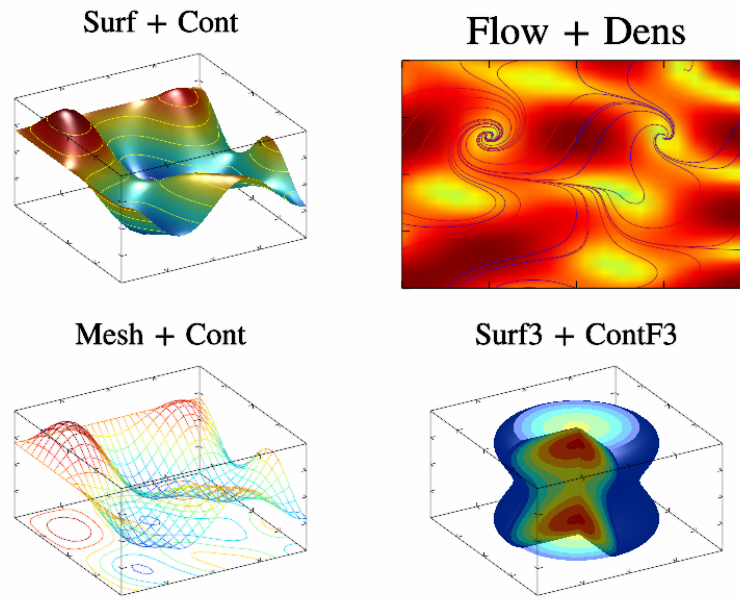 Surf + Cont
Flow + Dens
Mesh + Cont
Surf3 + ContF3